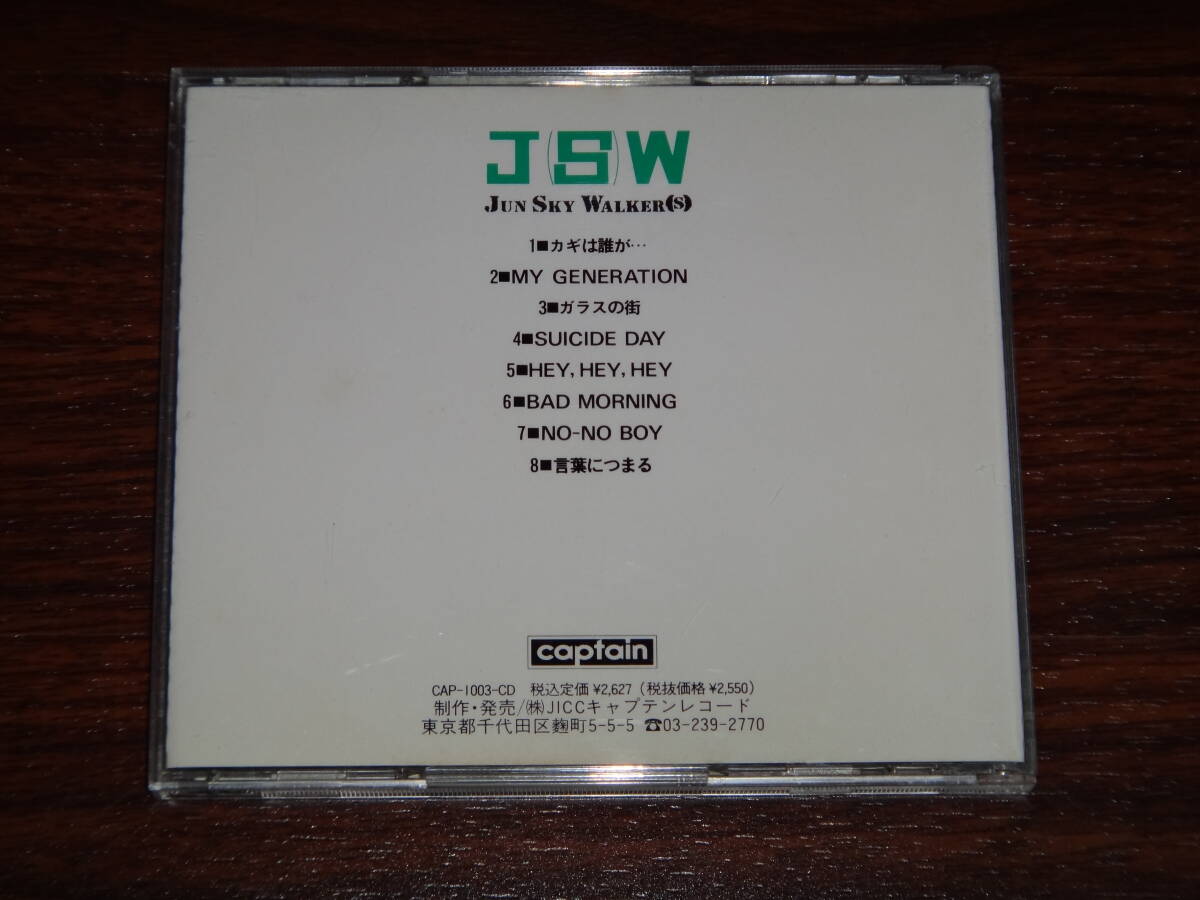 J(S)W
JUN SKY WALKER(S)
1■カギは誰が…
2■MY GENERATION
3■ガラスの街
4■SUICIDE DAY
5■HEY, HEY, HEY
6■BAD MORNING
7■NO-NO BOY
8■言葉につまる
captain
CAP-1003-CD 税込定価¥2,627（税抜価格¥2,550）
制作・発売/㈱JICCキャプテンレコード
東京都千代田区麴町5-5-5 ☎03-239-2770